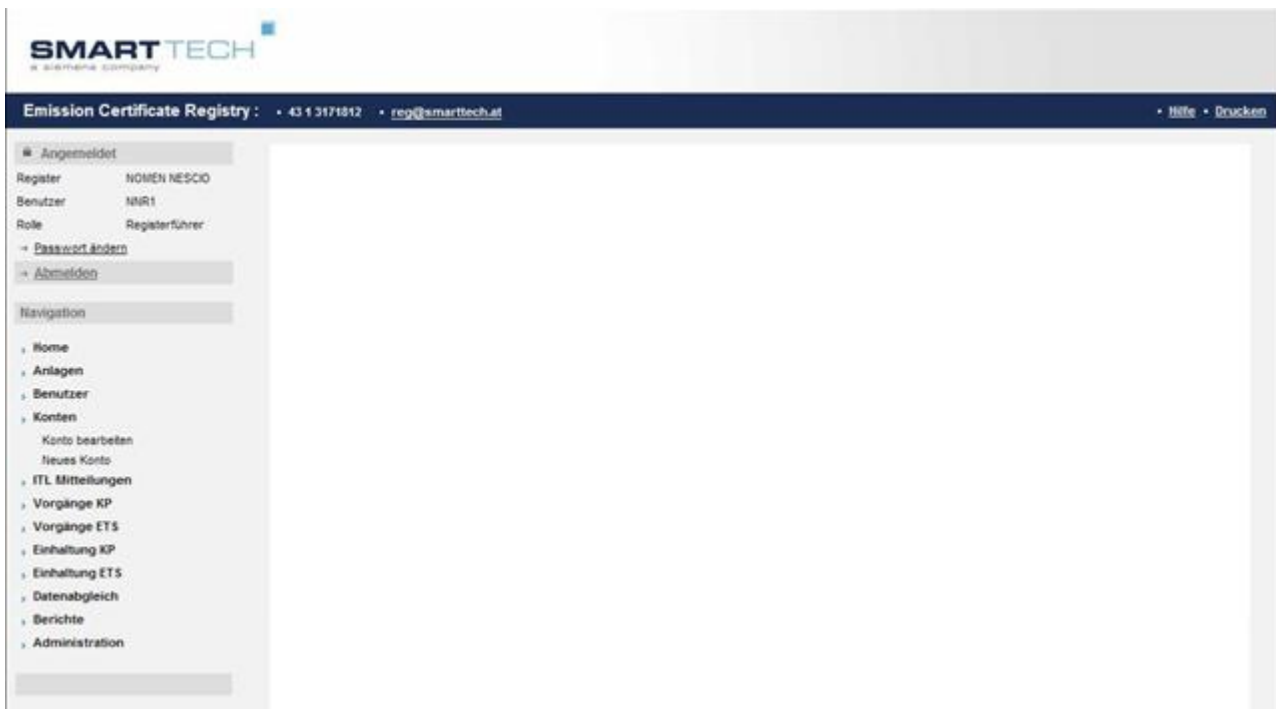 SMART TECH
a siemens company
Emission Certificate Registry : • 43 1 3171812 • reg@smarttech.at • Hilfe • Drucken
Angemeldet
Register NOMEN NESCIO
Benutzer NNR1
Rolle Registerführer
Passwort ändern
Abmelden
Navigation
Home
Anlagen
Benutzer
Konten
Konto bearbeiten
Neues Konto
ITL Mitteilungen
Vorgänge KP
Vorgänge ETS
Einhaltung KP
Einhaltung ETS
Datenabgleich
Berichte
Administration